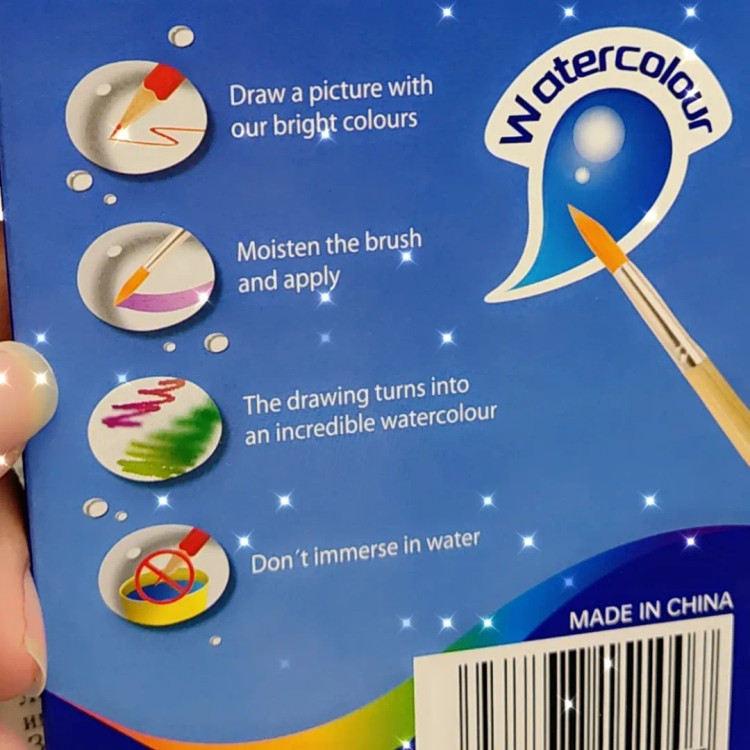 Watercolour
Draw a picture with
our bright colours
Moisten the brush
and apply
The drawing turns into
an incredible watercolour
Don´t immerse in water
MADE IN CHINA